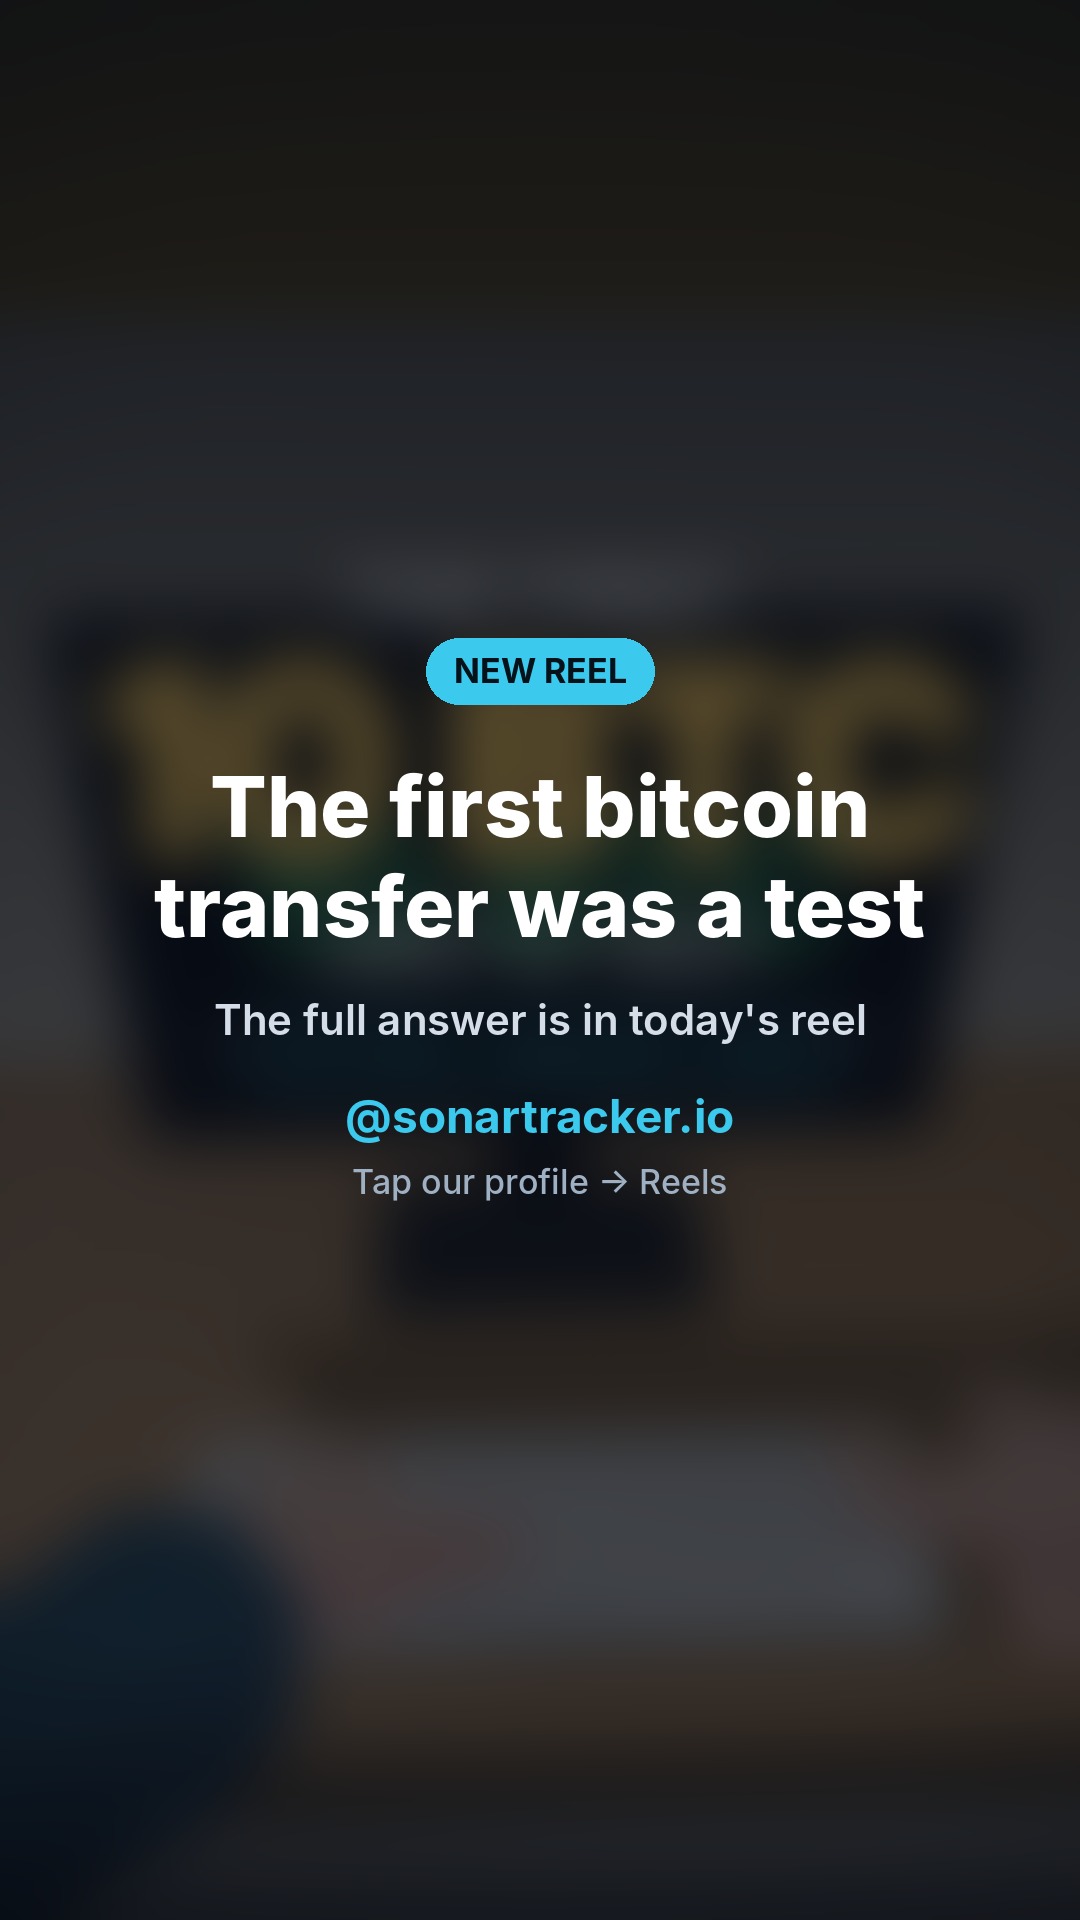 NEW REEL
The first bitcoin
transfer was a test
The full answer is in today's reel
@sonartracker.io
Tap our profile → Reels